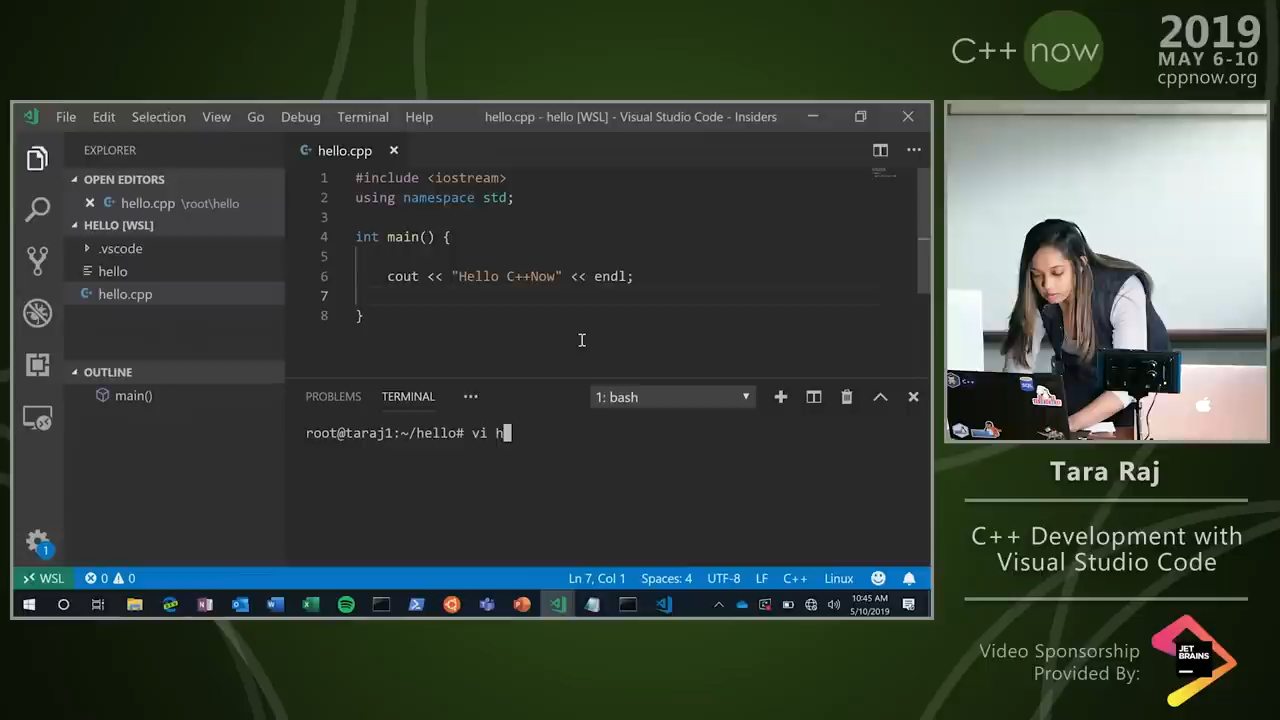 C++ now
2019
MAY 6-10
cppnow.org
File Edit Selection View Go Debug Terminal Help
hello.cpp - hello [WSL] - Visual Studio Code - Insiders
EXPLORER
OPEN EDITORS
hello.cpp \root\hello
HELLO [WSL]
.vscode
hello
hello.cpp
OUTLINE
main()
hello.cpp
1 #include <iostream>
2 using namespace std;
3
4 int main() {
5
6 cout << "Hello C++Now" << endl;
7
8 }
PROBLEMS TERMINAL
1: bash
root@taraj1:~/hello# vi h
1
WSL 0 0
Ln 7, Col 1 Spaces: 4 UTF-8 LF C++ Linux
10:45 AM
5/10/2019
C++
Tara Raj
C++ Development with
Visual Studio Code
Video Sponsorship
Provided By:
JET
BRAINS